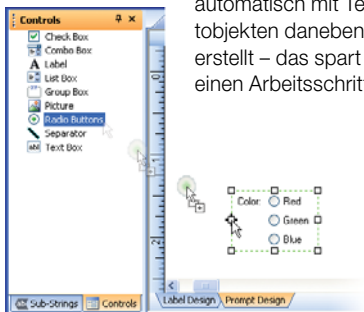 automatisch mit Te
tobjekten daneben
erstellt – das spart
einen Arbeitsschrit
Controls
Check Box
Combo Box
Label
List Box
Group Box
Picture
Radio Buttons
Separator
Text Box
Color:
Red
Green
Blue
Sub-Strings
Controls
Label Design
Prompt Design